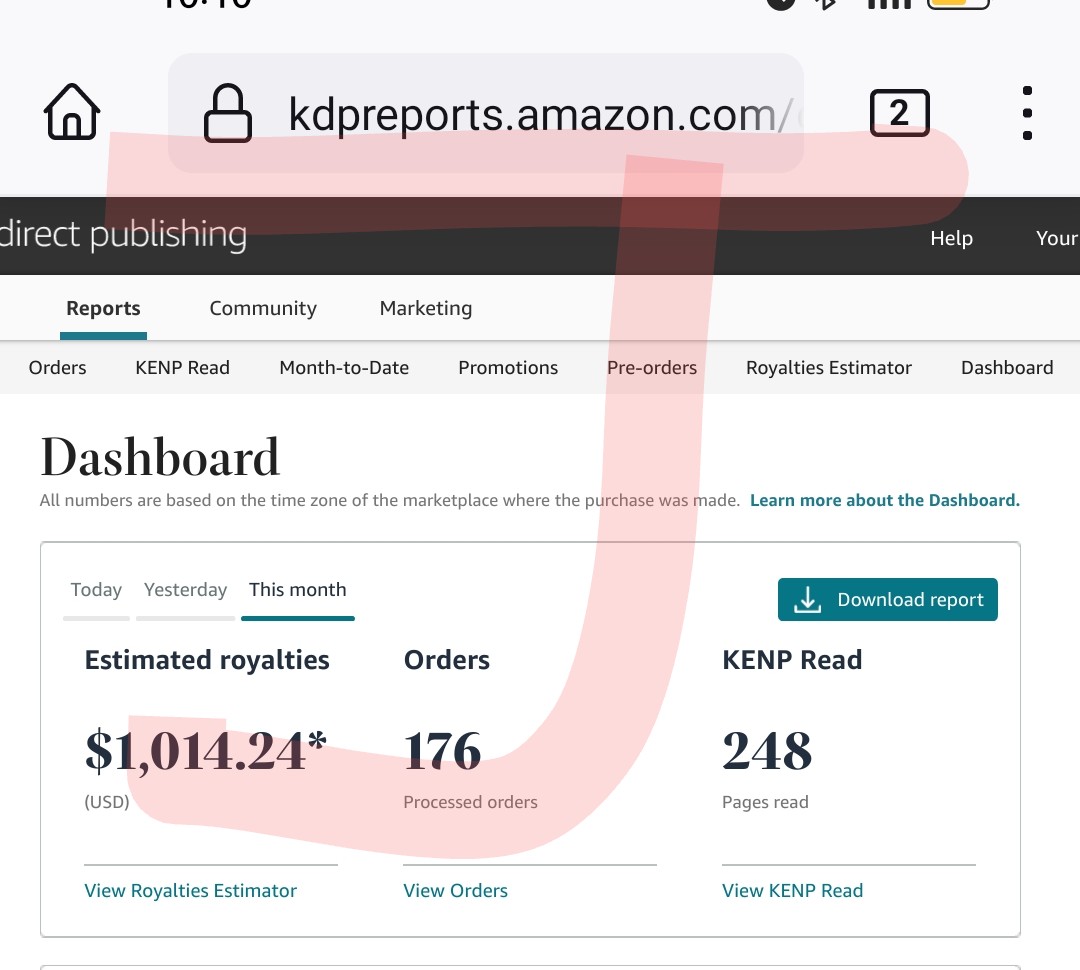 kdpreports.amazon.com/
2
direct publishing
Help Your
Reports Community Marketing
Orders KENP Read Month-to-Date Promotions Pre-orders Royalties Estimator Dashboard
Dashboard
All numbers are based on the time zone of the marketplace where the purchase was made. Learn more about the Dashboard.
Today Yesterday This month
Download report
Estimated royalties Orders KENP Read
$1,014.24* 176 248
(USD) Processed orders Pages read
View Royalties Estimator View Orders View KENP Read
J